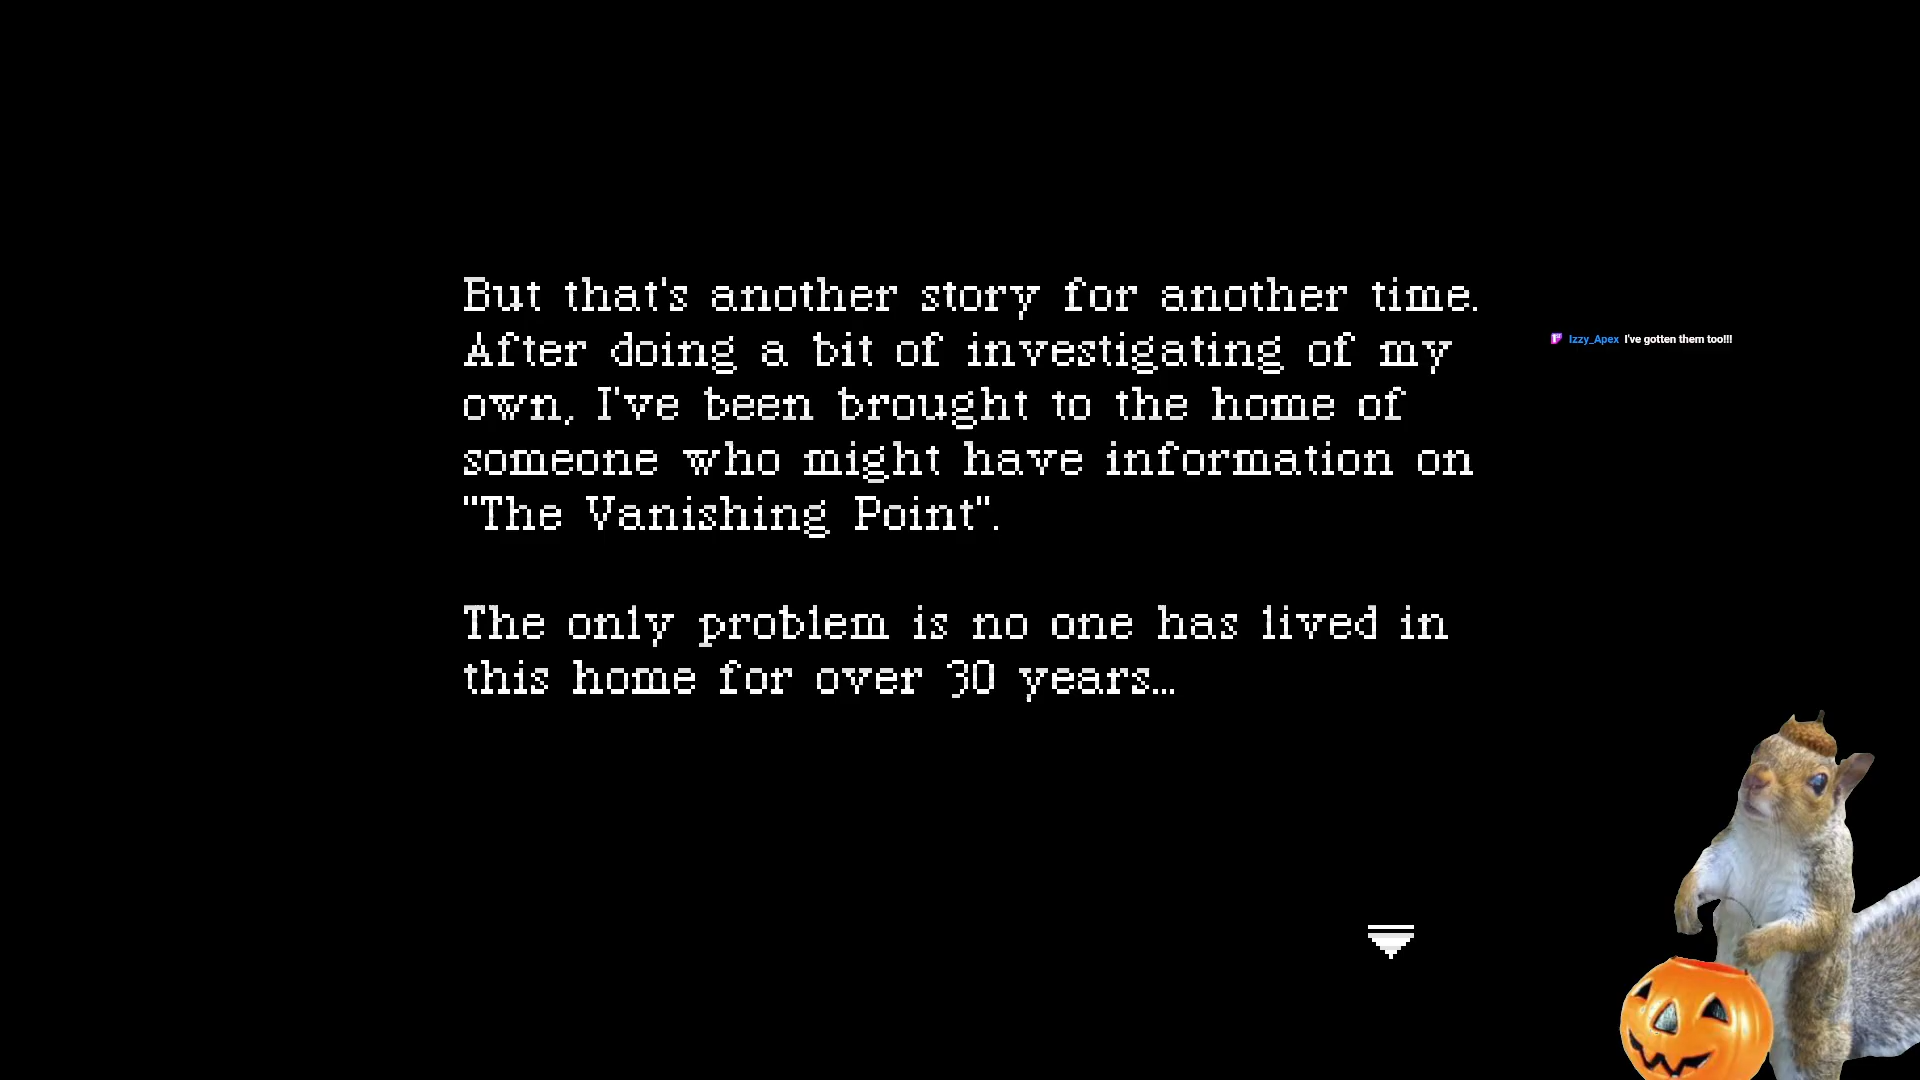 But that's another story for another time.
After doing a bit of investigating of my
own, I've been brought to the home of
someone who might have information on
"The Vanishing Point".
The only problem is no one has lived in
this home for over 30 years...
Izzy_Apex I've gotten them too!!!